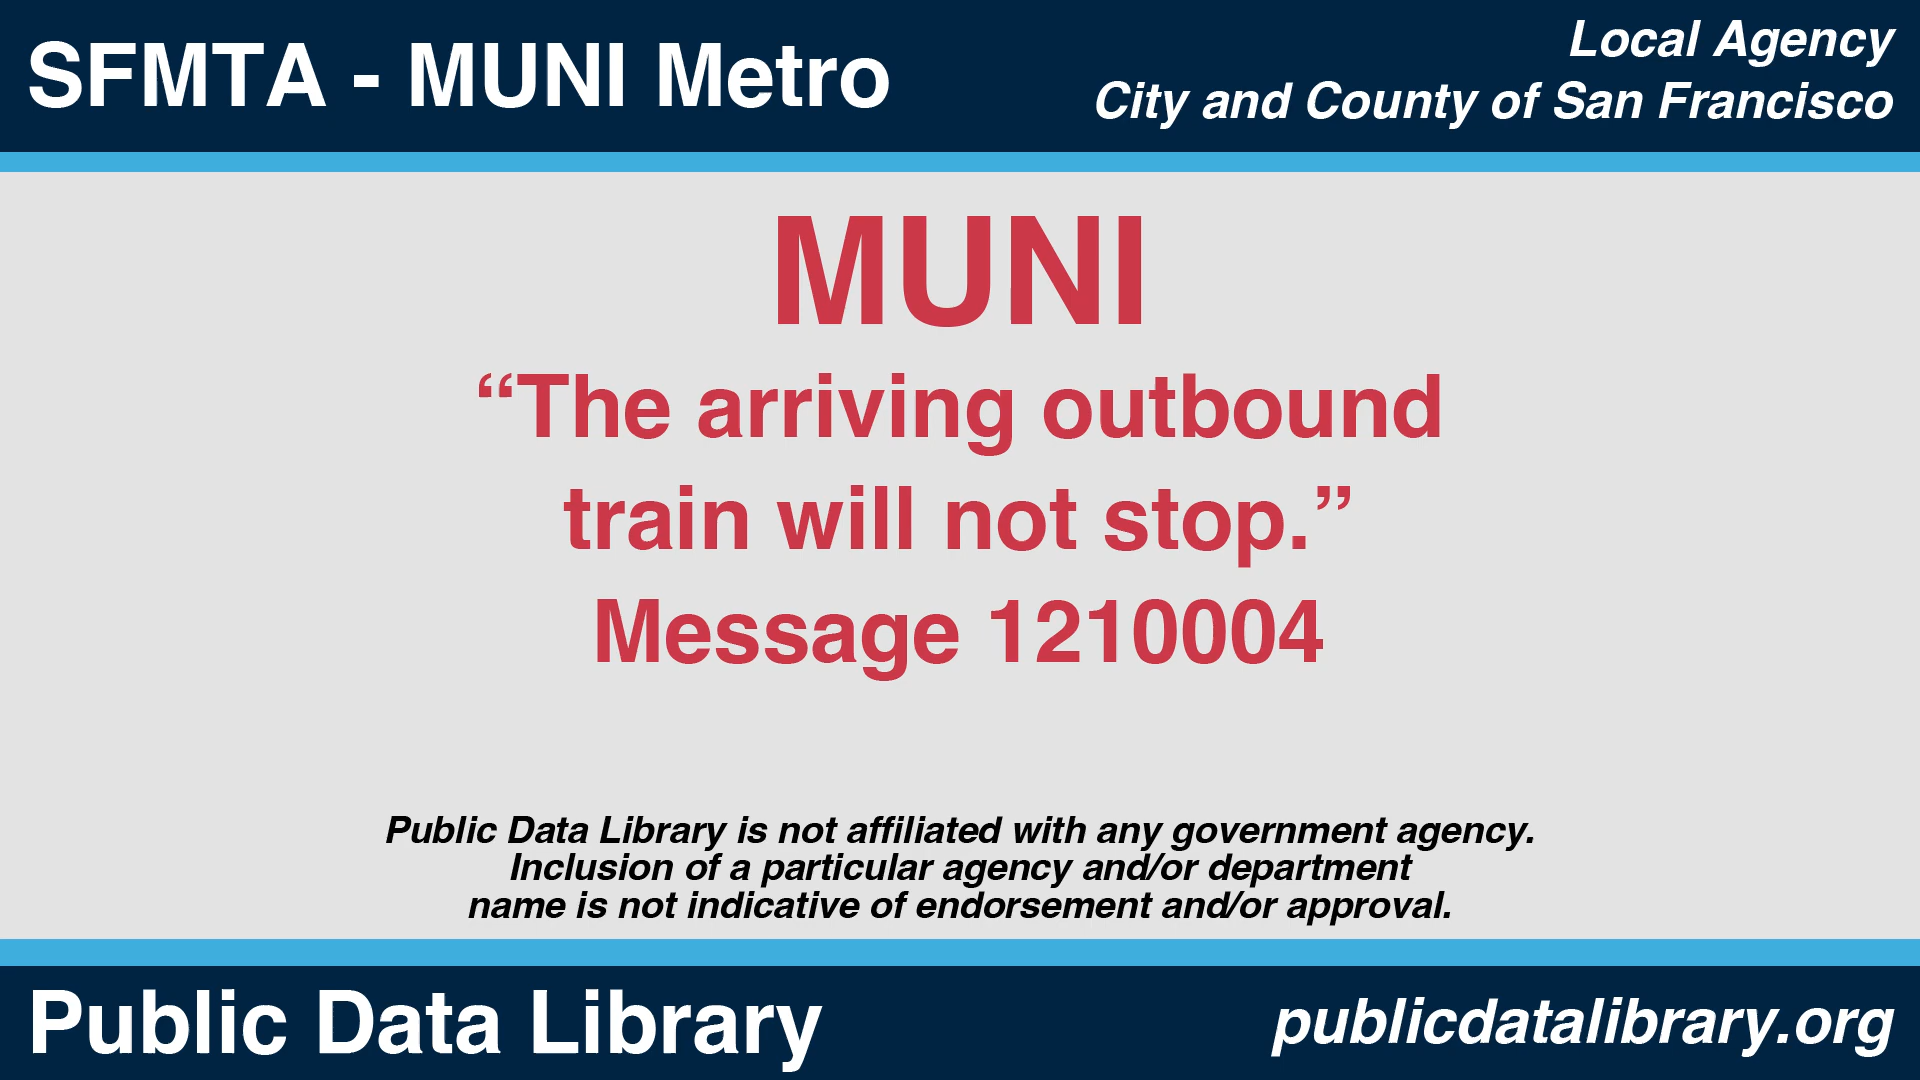 SFMTA - MUNI Metro
Local Agency
City and County of San Francisco
MUNI
“The arriving outbound
train will not stop.”
Message 1210004
Public Data Library is not affiliated with any government agency.
Inclusion of a particular agency and/or department
name is not indicative of endorsement and/or approval.
Public Data Library
publicdatalibrary.org